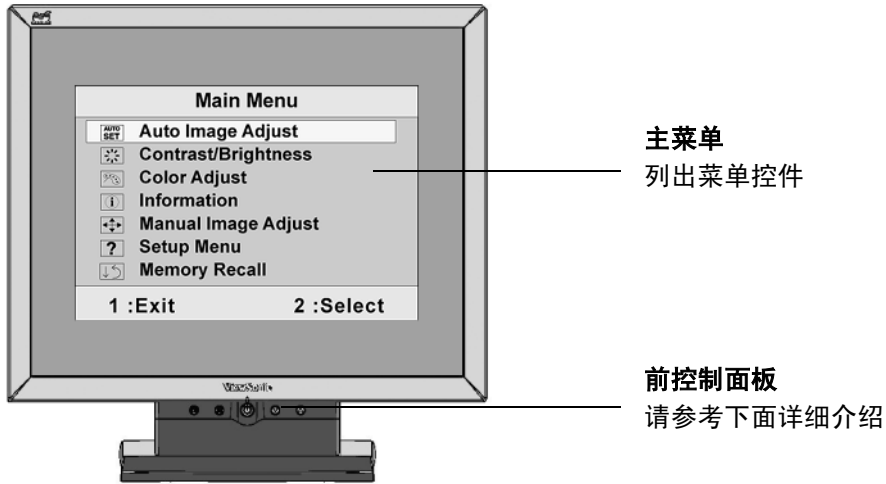 Main Menu
AUTO SET Auto Image Adjust
Contrast/Brightness
Color Adjust
Information
Manual Image Adjust
? Setup Menu
Memory Recall
1 :Exit 2 :Select
主菜单
列出菜单控件
ViewSonic
前控制面板
请参考下面详细介绍